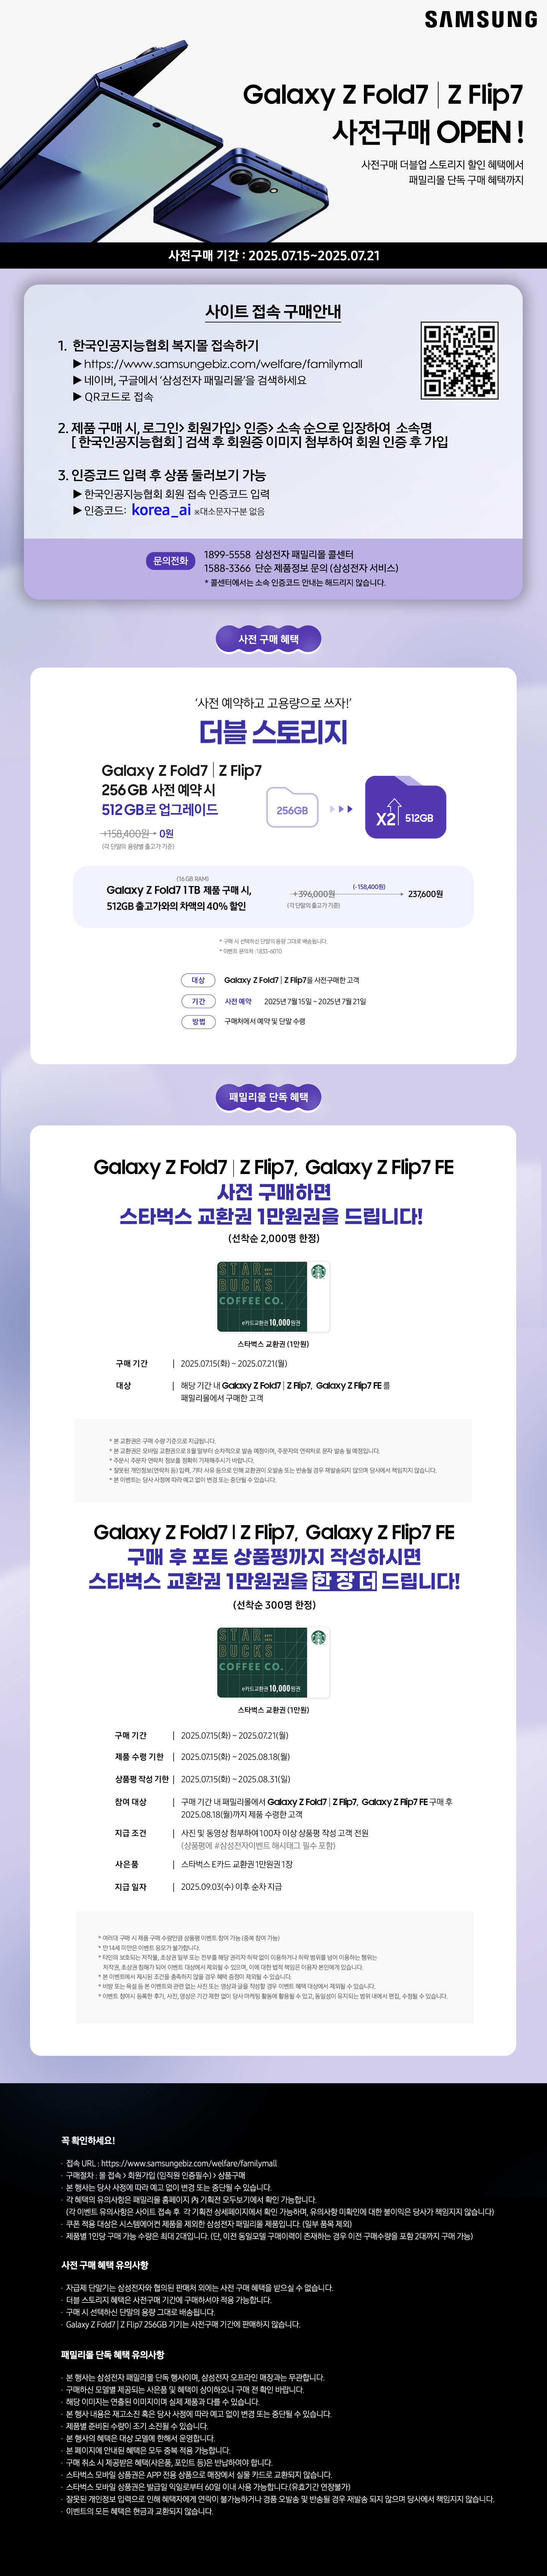 SAMSUNG
Galaxy Z Fold7 | Z Flip7
사전구매 OPEN !
사전구매 더블업 스토리지 할인 혜택에서
패밀리몰 단독 구매 혜택까지
사전구매 기간 : 2025.07.15~2025.07.21
사이트 접속 구매안내
1. 한국인공지능협회 복지몰 접속하기
▶ https://www.samsungebiz.com/welfare/familymall
▶ 네이버, 구글에서 '삼성전자 패밀리몰'을 검색하세요
▶ QR코드로 접속
2. 제품 구매 시, 로그인> 회원가입> 인증> 소속 순으로 입장하여 소속명
[ 한국인공지능협회 ] 검색 후 회원증 이미지 첨부하여 회원 인증 후 가입
3. 인증코드 입력 후 상품 둘러보기 가능
▶ 한국인공지능협회 회원 접속 인증코드 입력
▶ 인증코드: korea_ai ※대소문자구분 없음
문의전화
1899-5558 삼성전자 패밀리몰 콜센터
1588-3366 단순 제품정보 문의 (삼성전자 서비스)
* 콜센터에서는 소속 인증코드 안내는 해드리지 않습니다.
사전 구매 혜택
'사전 예약하고 고용량으로 쓰자!'
더블 스토리지
Galaxy Z Fold7 | Z Flip7
256 GB 사전 예약 시
512 GB로 업그레이드
+158,400원→ 0원
(각 단말의 용량별 출고가 기준)
256GB
X2 512GB
(16GB RAM)
Galaxy Z Fold7 1TB 제품 구매 시,
512GB 출고가와의 차액의 40% 할인
+396,000원 (-158,400원) 237,600원
(각 단말의 출고가 기준)
* 구매 시 선택하신 단말의 용량 그대로 배송됩니다.
* 이벤트 문의처 : 1833-6010
대상 Galaxy Z Fold7 | Z Flip7을 사전구매한 고객
기간 사전 예약 2025년 7월 15일 ~ 2025년 7월 21일
방법 구매처에서 예약 및 단말 수령
패밀리몰 단독 혜택
Galaxy Z Fold7 | Z Flip7, Galaxy Z Flip7 FE
사전 구매하면
스타벅스 교환권 1만원권을 드립니다!
(선착순 2,000명 한정)
STAR
BUCKS
COFFEE CO.
e카드교환권 10,000원권
스타벅스 교환권 (1만원)
구매 기간 | 2025.07.15(화) ~ 2025.07.21(월)
대상 | 해당 기간 내 Galaxy Z Fold7 | Z Flip7, Galaxy Z Flip7 FE 를
패밀리몰에서 구매한 고객
* 본 교환권은 구매 수량 기준으로 지급됩니다.
* 본 교환권은 모바일 교환권으로 8월 말부터 순차적으로 발송 예정이며, 주문자의 연락처로 문자 발송 될 예정입니다.
* 주문시 주문자 연락처 정보를 정확히 기재해주시기 바랍니다.
* 잘못된 개인정보(연락처 등) 입력, 기타 사유 등으로 인해 교환권이 오발송 또는 반송될 경우 재발송되지 않으며 당사에서 책임지지 않습니다.
* 본 이벤트는 당사 사정에 따라 예고 없이 변경 또는 중단될 수 있습니다.
Galaxy Z Fold7 | Z Flip7, Galaxy Z Flip7 FE
구매 후 포토 상품평까지 작성하시면
스타벅스 교환권 1만원권을 한 장 더 드립니다!
(선착순 300명 한정)
STAR
BUCKS
COFFEE CO.
e카드교환권 10,000원권
스타벅스 교환권 (1만원)
구매 기간 | 2025.07.15(화) ~ 2025.07.21(월)
제품 수령 기한 | 2025.07.15(화) ~ 2025.08.18(월)
상품평 작성 기한 | 2025.07.15(화) ~ 2025.08.31(일)
참여 대상 | 구매 기간 내 패밀리몰에서 Galaxy Z Fold7 | Z Flip7, Galaxy Z Flip7 FE 구매 후
2025.08.18(월)까지 제품 수령한 고객
지급 조건 | 사진 및 동영상 첨부하여 100자 이상 상품평 작성 고객 전원
(상품평에 #삼성전자이벤트 해시태그 필수 포함)
사은품 | 스타벅스 E카드 교환권 1만원권 1장
지급 일자 | 2025.09.03(수) 이후 순차 지급
* 여러대 구매 시 제품 구매 수량만큼 상품평 이벤트 참여 가능 (중복 참여 가능)
* 만 14세 미만은 이벤트 응모가 불가합니다.
* 타인의 보호되는 저작물, 초상권 일부 또는 전부를 해당 권리자 허락 없이 이용하거나 허락 범위를 넘어 이용하는 행위는
저작권, 초상권 침해가 되어 이벤트 대상에서 제외될 수 있으며, 이에 대한 법적 책임은 이용자 본인에게 있습니다.
* 본 이벤트에서 제시된 조건을 충족하지 않을 경우 혜택 증정이 제외될 수 있습니다.
* 비방 또는 욕설 등 본 이벤트와 관련 없는 사진 또는 영상과 글을 작성할 경우 이벤트 혜택 대상에서 제외될 수 있습니다.
* 이벤트 참여시 등록한 후기, 사진, 영상은 기간 제한 없이 당사 마케팅 활동에 활용될 수 있고, 동일성이 유지되는 범위 내에서 편집, 수정될 수 있습니다.
꼭 확인하세요!
· 접속 URL : https://www.samsungebiz.com/welfare/familymall
· 구매절차 : 몰 접속 > 회원가입 (임직원 인증필수) > 상품구매
· 본 행사는 당사 사정에 따라 예고 없이 변경 또는 중단될 수 있습니다.
· 각 혜택의 유의사항은 패밀리몰 홈페이지 內 기획전 모두보기에서 확인 가능합니다.
(각 이벤트 유의사항은 사이트 접속 후 각 기획전 상세페이지에서 확인 가능하며, 유의사항 미확인에 대한 불이익은 당사가 책임지지 않습니다)
· 쿠폰 적용 대상은 시스템에어컨 제품을 제외한 삼성전자 패밀리몰 제품입니다. (일부 품목 제외)
· 제품별 1인당 구매 가능 수량은 최대 2대입니다. (단, 이전 동일모델 구매이력이 존재하는 경우 이전 구매수량을 포함 2대까지 구매 가능)
사전 구매 혜택 유의사항
· 자급제 단말기는 삼성전자와 협의된 판매처 외에는 사전 구매 혜택을 받으실 수 없습니다.
· 더블 스토리지 혜택은 사전구매 기간에 구매하셔야 적용 가능합니다.
· 구매 시 선택하신 단말의 용량 그대로 배송됩니다.
· Galaxy Z Fold7 | Z Flip7 256GB 기기는 사전구매 기간에 판매하지 않습니다.
패밀리몰 단독 혜택 유의사항
· 본 행사는 삼성전자 패밀리몰 단독 행사이며, 삼성전자 오프라인 매장과는 무관합니다.
· 구매하신 모델별 제공되는 사은품 및 혜택이 상이하오니 구매 전 확인 바랍니다.
· 해당 이미지는 연출된 이미지이며 실제 제품과 다를 수 있습니다.
· 본 행사 내용은 재고소진 혹은 당사 사정에 따라 예고 없이 변경 또는 중단될 수 있습니다.
· 제품별 준비된 수량이 조기 소진될 수 있습니다.
· 본 행사의 혜택은 대상 모델에 한해서 운영합니다.
· 본 페이지에 안내된 혜택은 모두 중복 적용 가능합니다.
· 구매 취소 시 제공받은 혜택(사은품, 포인트 등)은 반납하여야 합니다.
· 스타벅스 모바일 상품권은 APP 전용 상품으로 매장에서 실물 카드로 교환되지 않습니다.
· 스타벅스 모바일 상품권은 발급일 익일로부터 60일 이내 사용 가능합니다.(유효기간 연장불가)
· 잘못된 개인정보 입력으로 인해 혜택자에게 연락이 불가능하거나 경품 오발송 및 반송될 경우 재발송 되지 않으며 당사에서 책임지지 않습니다.
· 이벤트의 모든 혜택은 현금과 교환되지 않습니다.